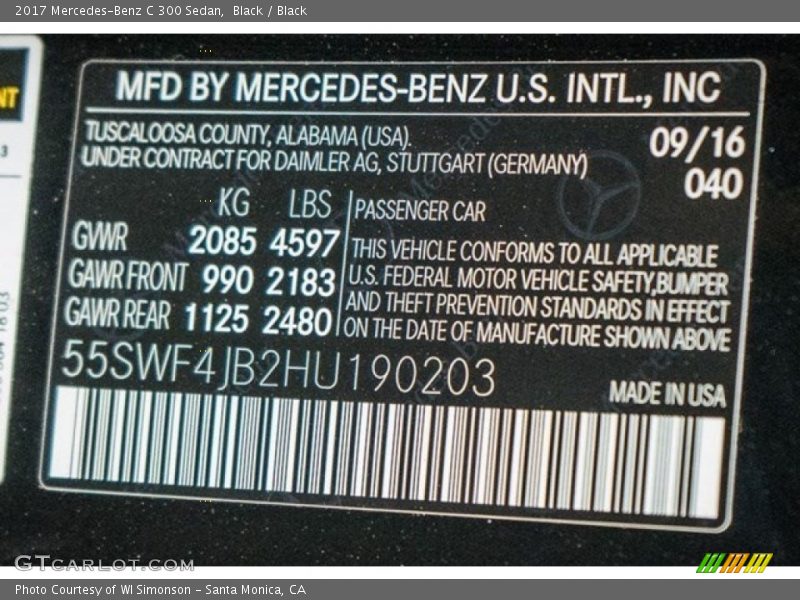 2017 Mercedes-Benz C 300 Sedan,  Black / Black
MFD BY MERCEDES-BENZ U.S. INTL., INC
TUSCALOOSA COUNTY, ALABAMA (USA).
UNDER CONTRACT FOR DAIMLER AG, STUTTGART (GERMANY)
09/16
040
KG LBS
GWR 2085 4597
GAWR FRONT 990 2183
GAWR REAR 1125 2480
PASSENGER CAR
THIS VEHICLE CONFORMS TO ALL APPLICABLE
U.S. FEDERAL MOTOR VEHICLE SAFETY,BUMPER
AND THEFT PREVENTION STANDARDS IN EFFECT
ON THE DATE OF MANUFACTURE SHOWN ABOVE
55SWF4JB2HU190203
MADE IN USA
GTcarlot.com
Photo Courtesy of WI Simonson - Santa Monica, CA